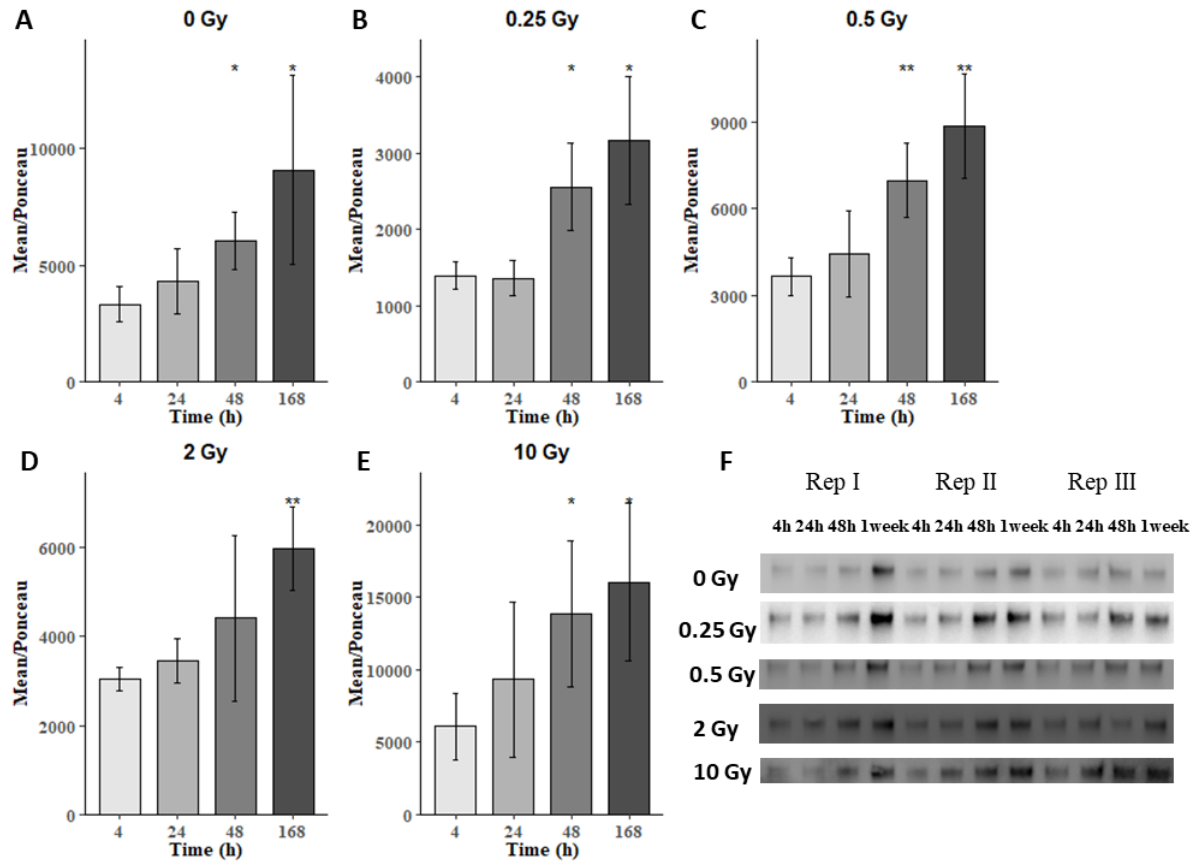 A
0 Gy
Mean/Ponceau
10000
5000
0
* *
4 24 48 168
Time (h)
B
0.25 Gy
Mean/Ponceau
4000
3000
2000
1000
0
* *
4 24 48 168
Time (h)
C
0.5 Gy
Mean/Ponceau
9000
6000
3000
0
** **
4 24 48 168
Time (h)
D
2 Gy
Mean/Ponceau
6000
4000
2000
0
**
4 24 48 168
Time (h)
E
10 Gy
Mean/Ponceau
20000
15000
10000
5000
0
* *
4 24 48 168
Time (h)
F
Rep I Rep II Rep III
4h 24h 48h 1week 4h 24h 48h 1week 4h 24h 48h 1week
0 Gy
0.25 Gy
0.5 Gy
2 Gy
10 Gy